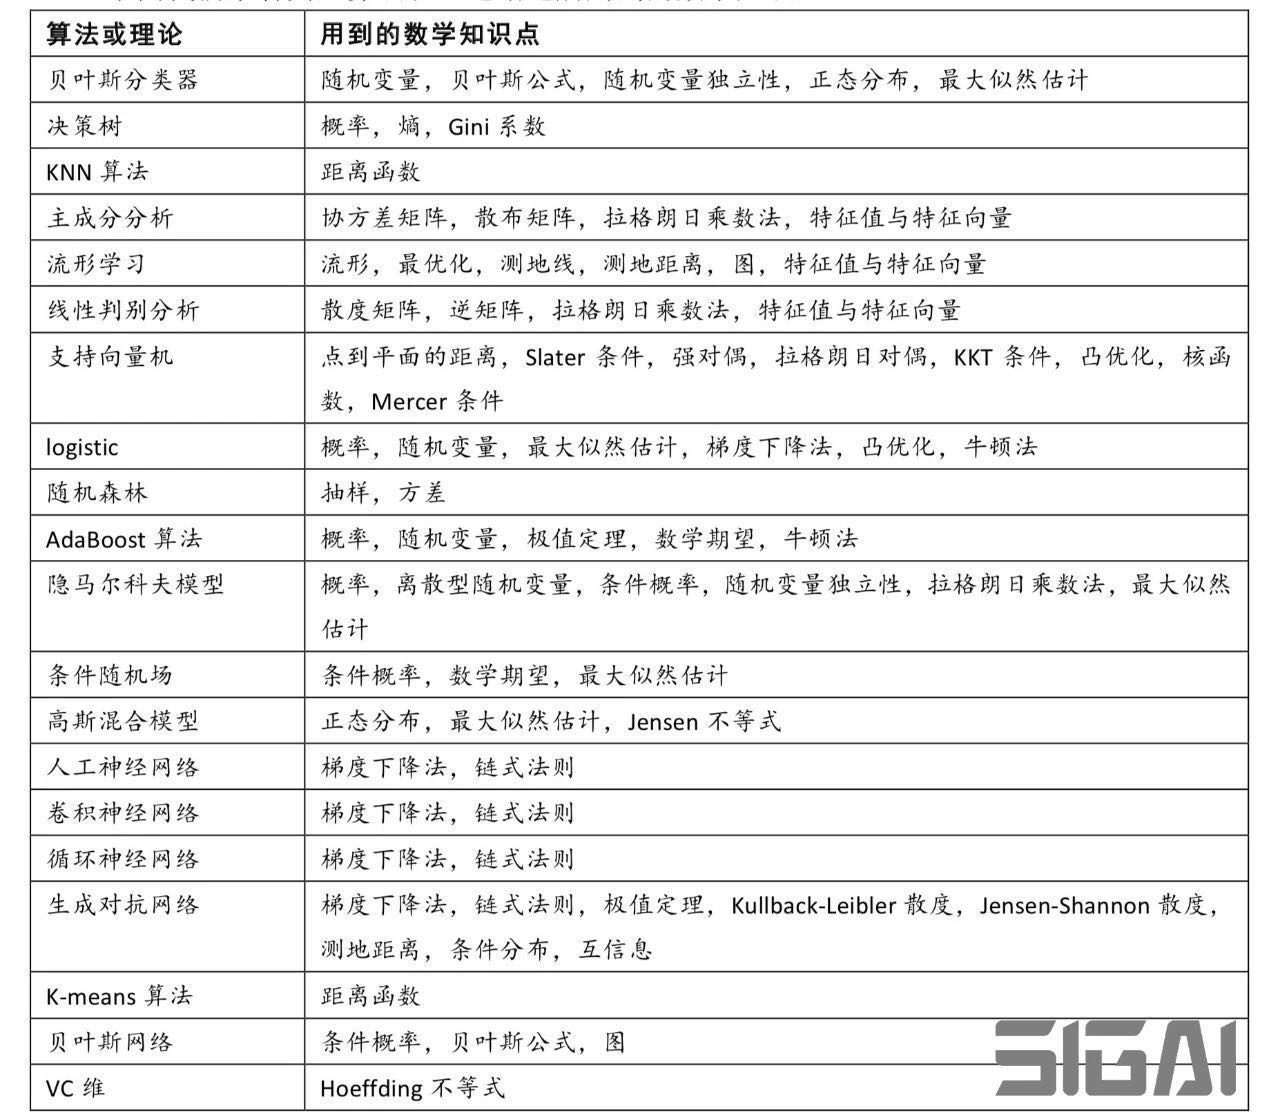 算法或理论 用到的数学知识点
贝叶斯分类器 随机变量，贝叶斯公式，随机变量独立性，正态分布，最大似然估计
决策树 概率，熵，Gini 系数
KNN 算法 距离函数
主成分分析 协方差矩阵，散布矩阵，拉格朗日乘数法，特征值与特征向量
流形学习 流形，最优化，测地线，测地距离，图，特征值与特征向量
线性判别分析 散度矩阵，逆矩阵，拉格朗日乘数法，特征值与特征向量
支持向量机 点到平面的距离，Slater 条件，强对偶，拉格朗日对偶，KKT 条件，凸优化，核函
数，Mercer 条件
logistic 概率，随机变量，最大似然估计，梯度下降法，凸优化，牛顿法
随机森林 抽样，方差
AdaBoost 算法 概率，随机变量，极值定理，数学期望，牛顿法
隐马尔科夫模型 概率，离散型随机变量，条件概率，随机变量独立性，拉格朗日乘数法，最大似然
估计
条件随机场 条件概率，数学期望，最大似然估计
高斯混合模型 正态分布，最大似然估计，Jensen 不等式
人工神经网络 梯度下降法，链式法则
卷积神经网络 梯度下降法，链式法则
循环神经网络 梯度下降法，链式法则
生成对抗网络 梯度下降法，链式法则，极值定理，Kullback-Leibler 散度，Jensen-Shannon 散度，
测地距离，条件分布，互信息
K-means 算法 距离函数
贝叶斯网络 条件概率，贝叶斯公式，图
VC 维 Hoeffding 不等式
SIGAI